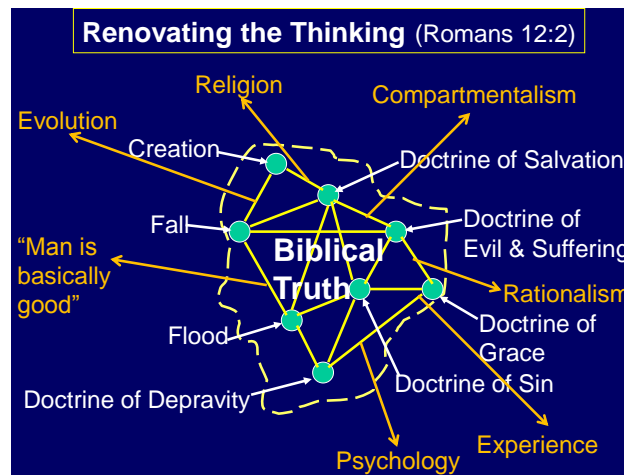 Renovating the Thinking (Romans 12:2)
Religion
Compartmentalism
Evolution
Creation
Doctrine of Salvation
Fall
Doctrine of
Evil & Suffering
Biblical
Truth
“Man is
basically
good”
Rationalism
Flood
Doctrine of
Grace
Doctrine of Sin
Doctrine of Depravity
Experience
Psychology